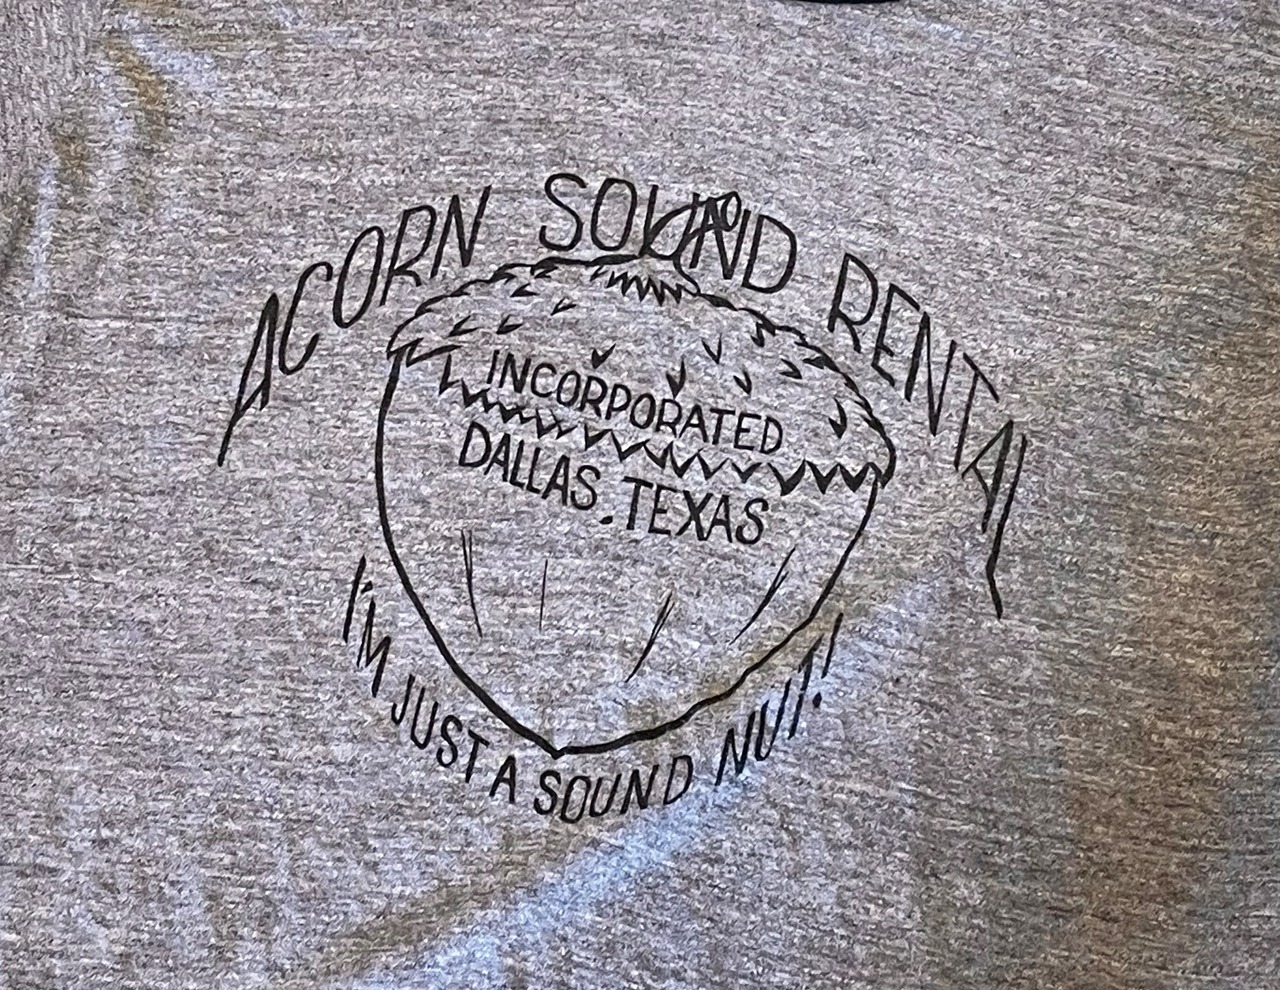 ACORN SOUND RENTAL
INCORPORATED
DALLAS, TEXAS
I'M JUST A SOUND NUT!